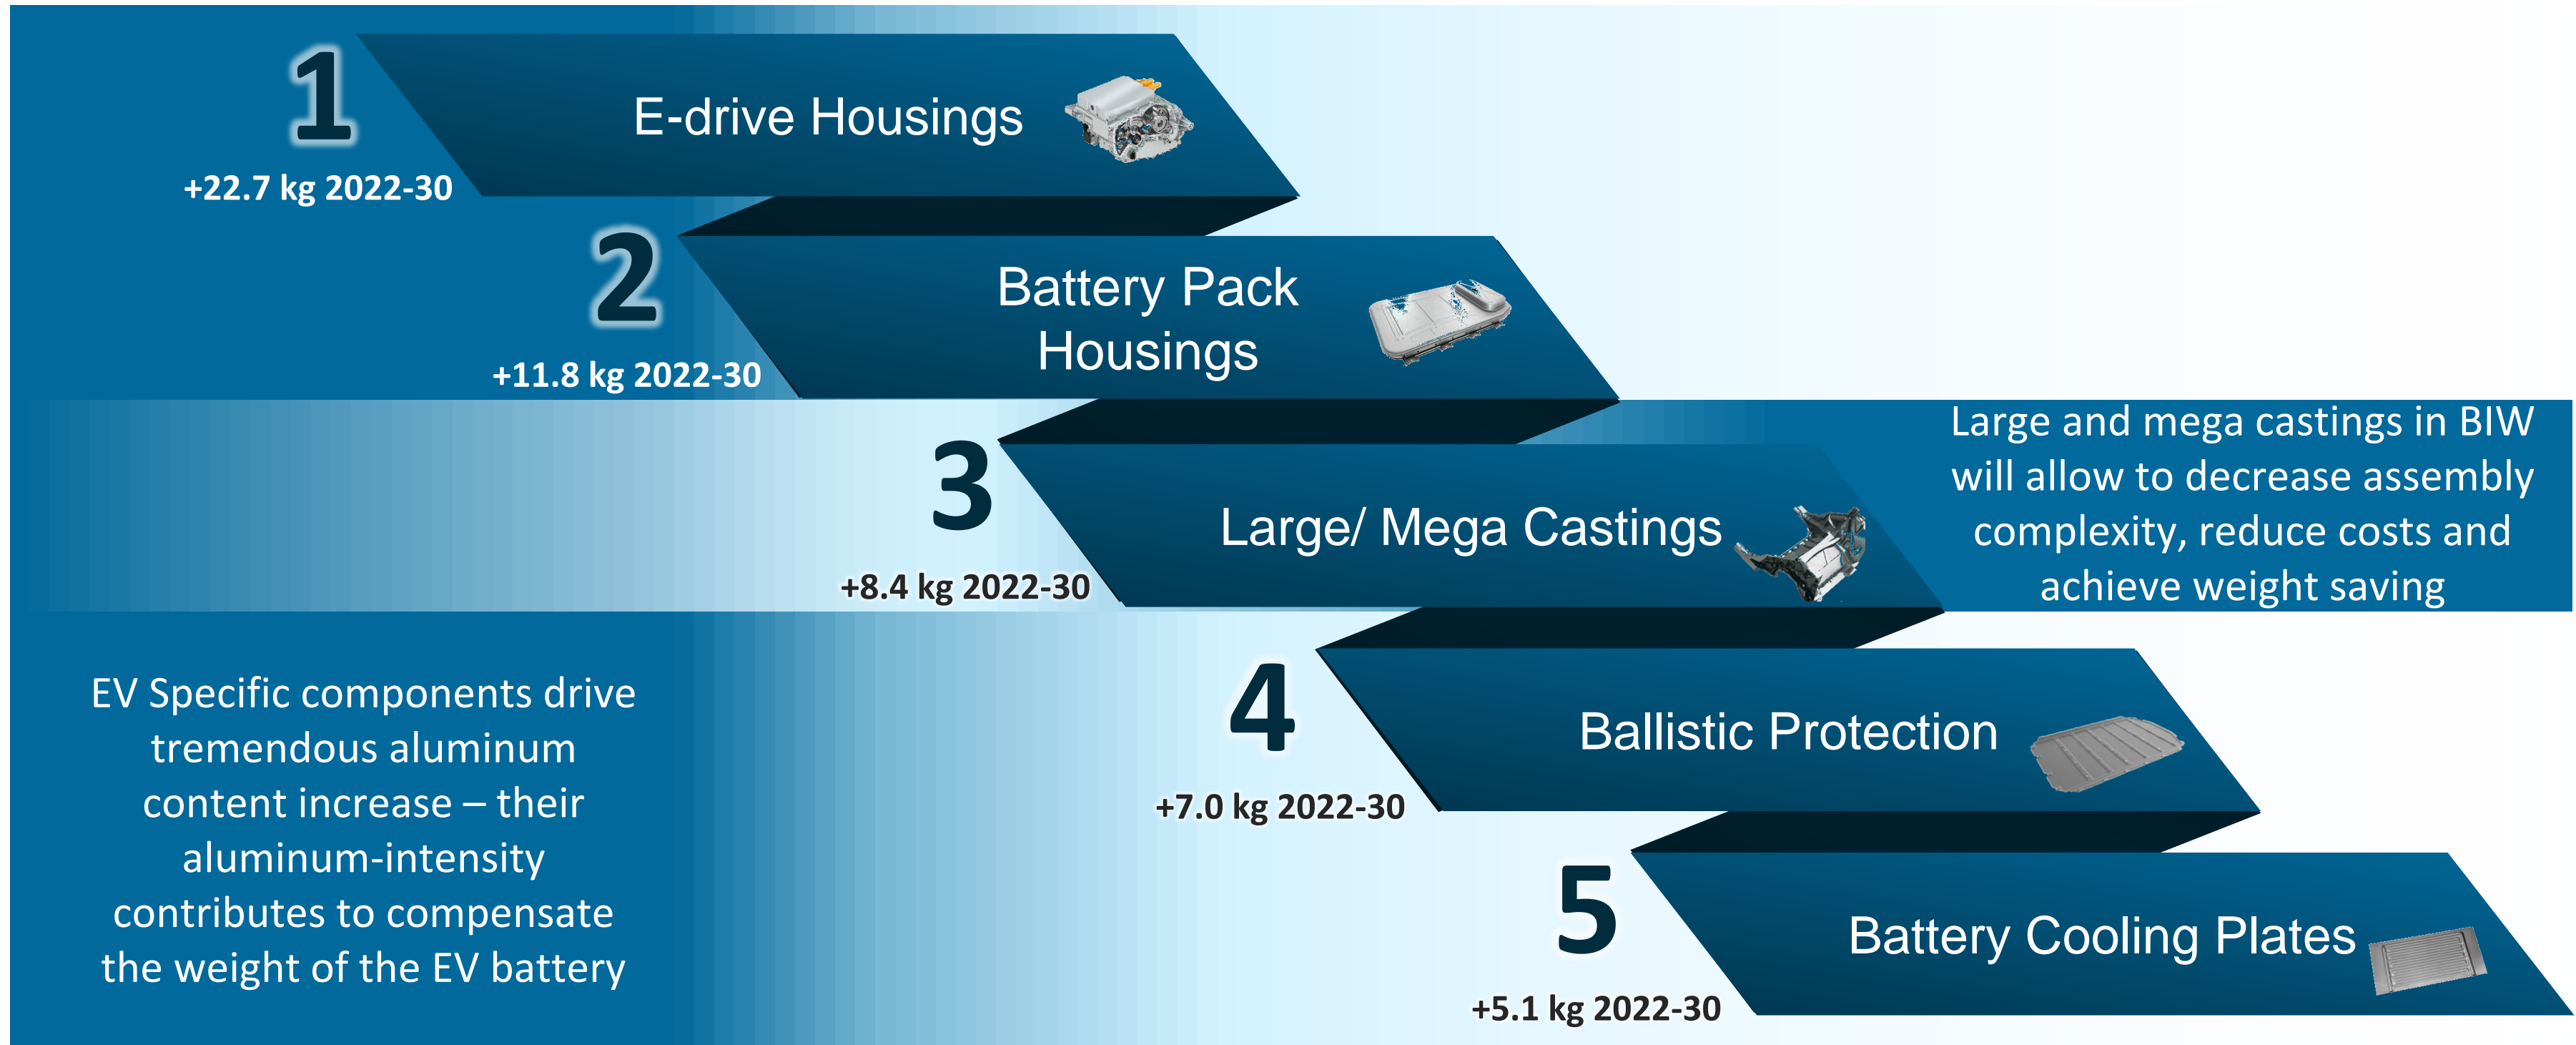 1
E-drive Housings
+22.7 kg 2022-30
2
Battery Pack
Housings
+11.8 kg 2022-30
3
Large/ Mega Castings
+8.4 kg 2022-30
Large and mega castings in BIW
will allow to decrease assembly
complexity, reduce costs and
achieve weight saving
4
Ballistic Protection
+7.0 kg 2022-30
5
Battery Cooling Plates
+5.1 kg 2022-30
EV Specific components drive
tremendous aluminum
content increase – their
aluminum-intensity
contributes to compensate
the weight of the EV battery